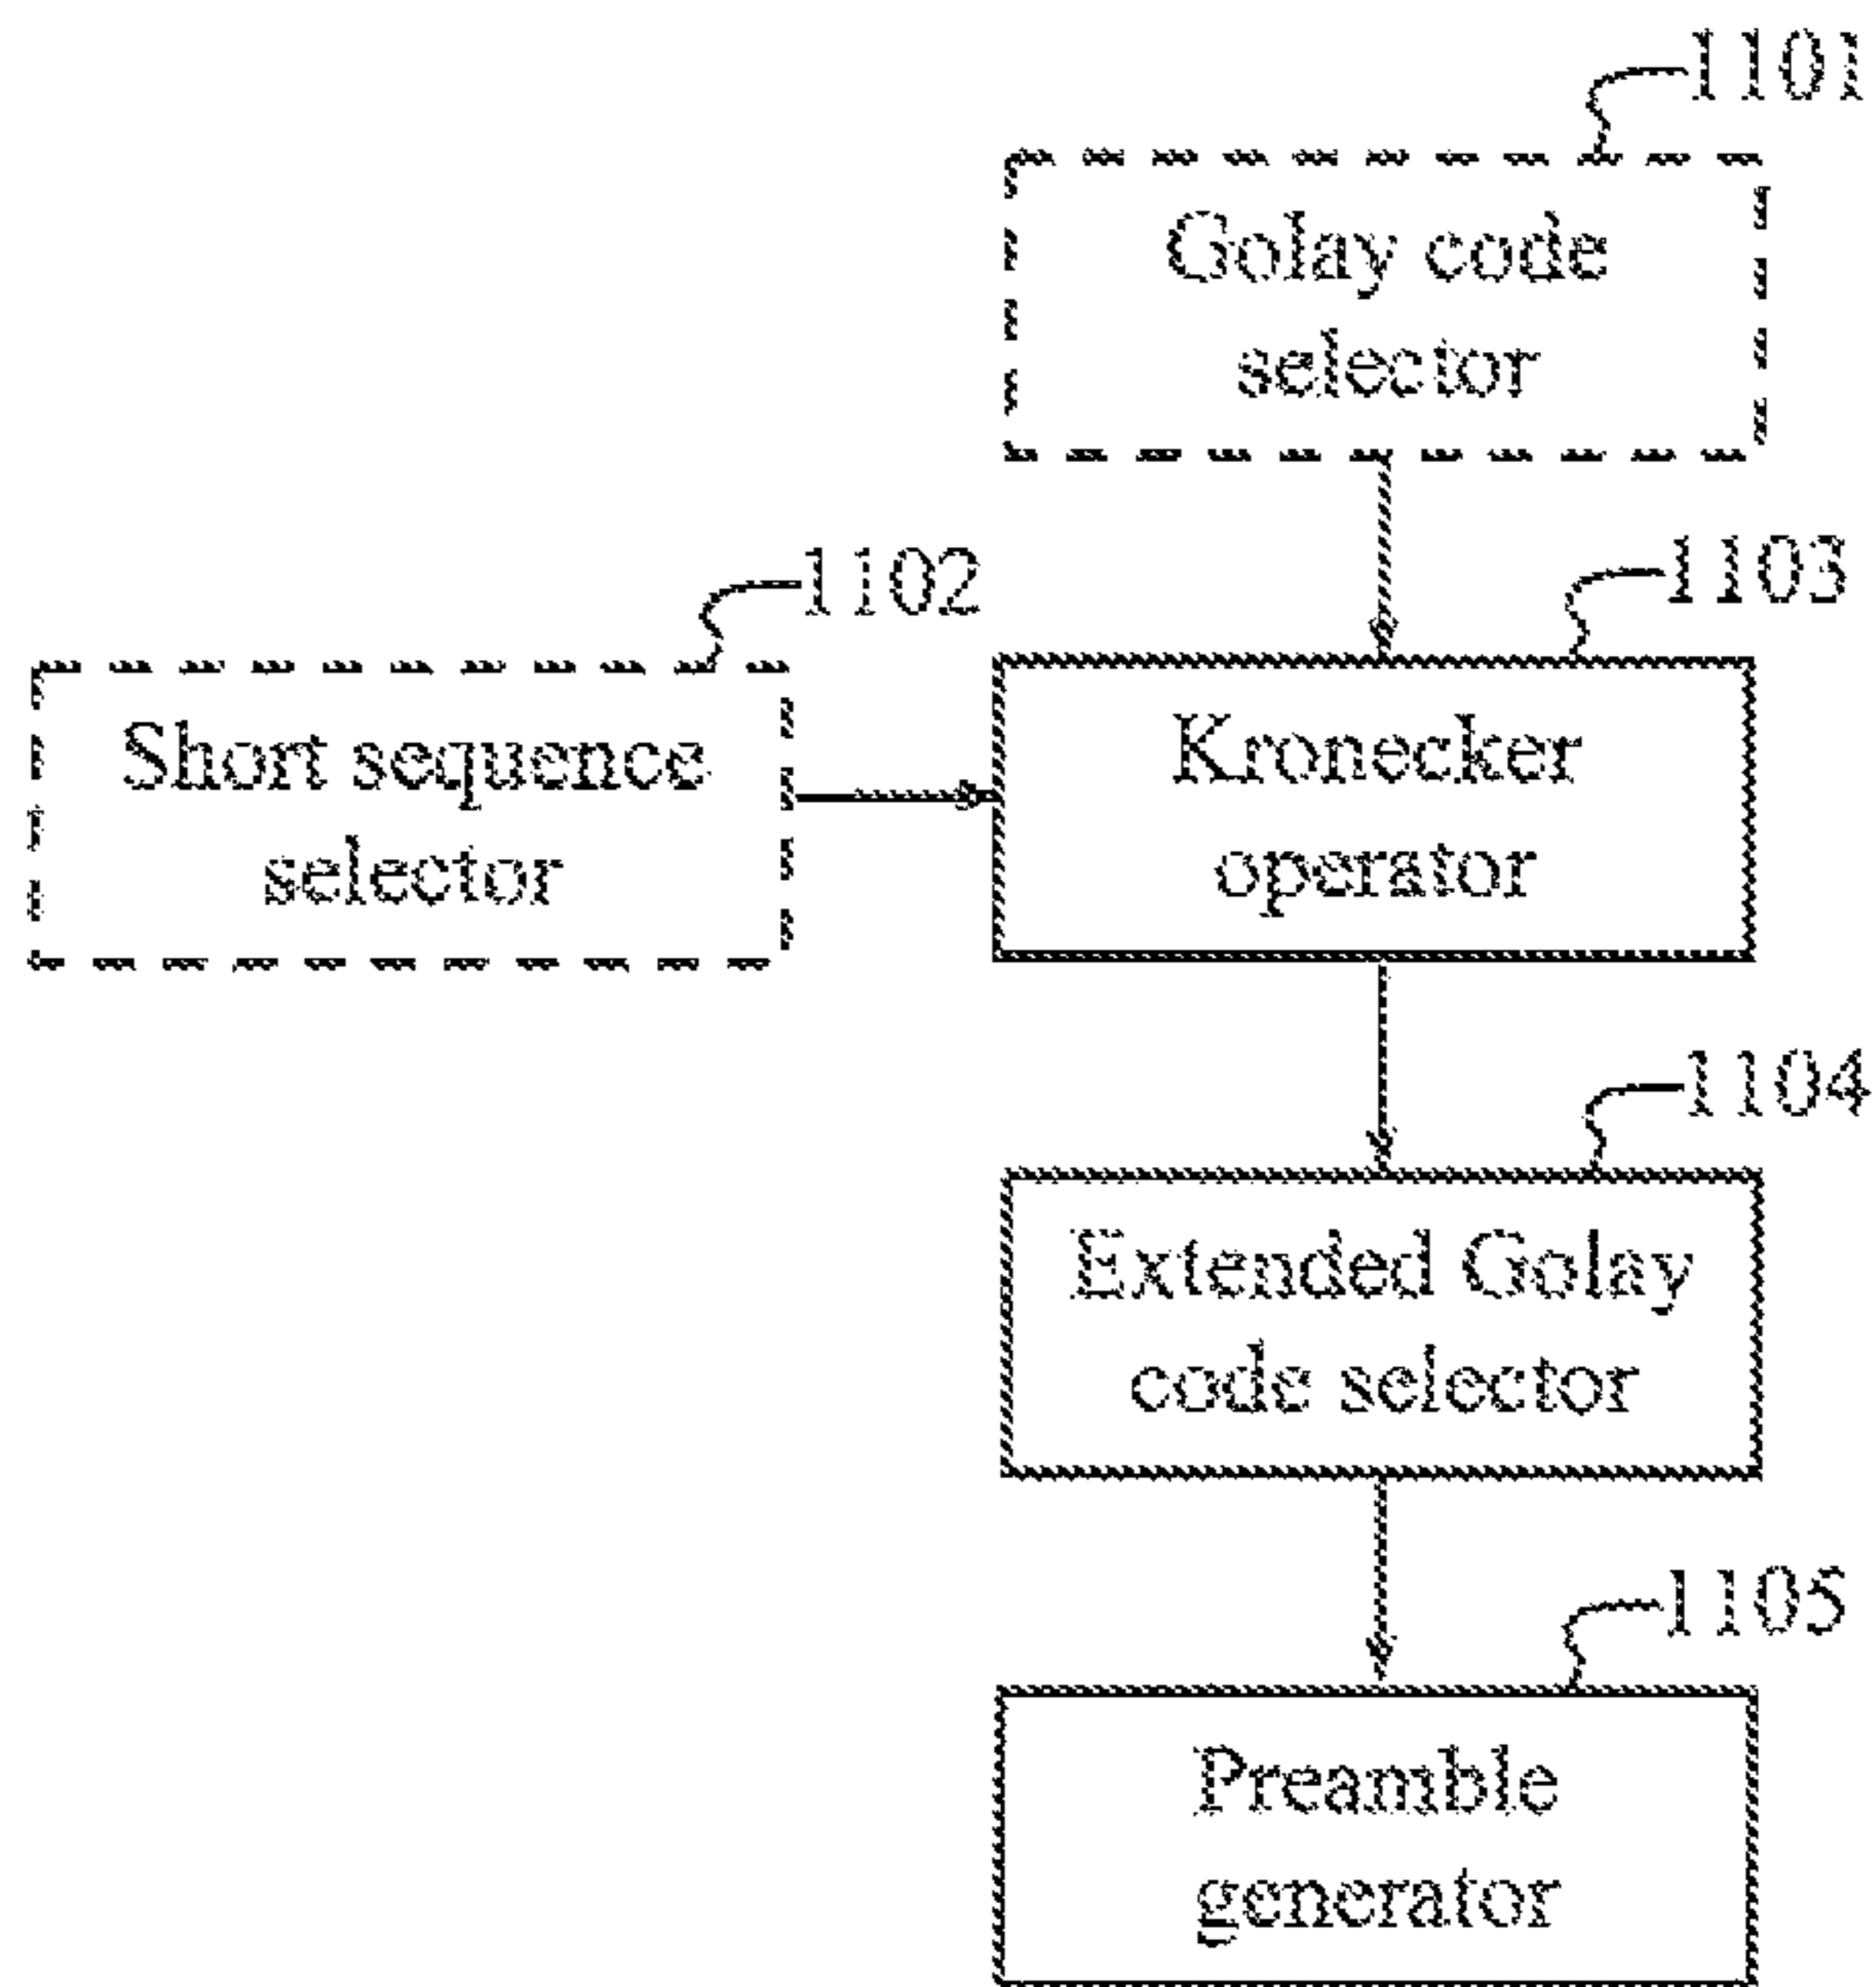 1101
Golay code
selector
1102
1103
Short sequence
selector
Kronecker
operator
1104
Extended Golay
code selector
1105
Preamble
generator